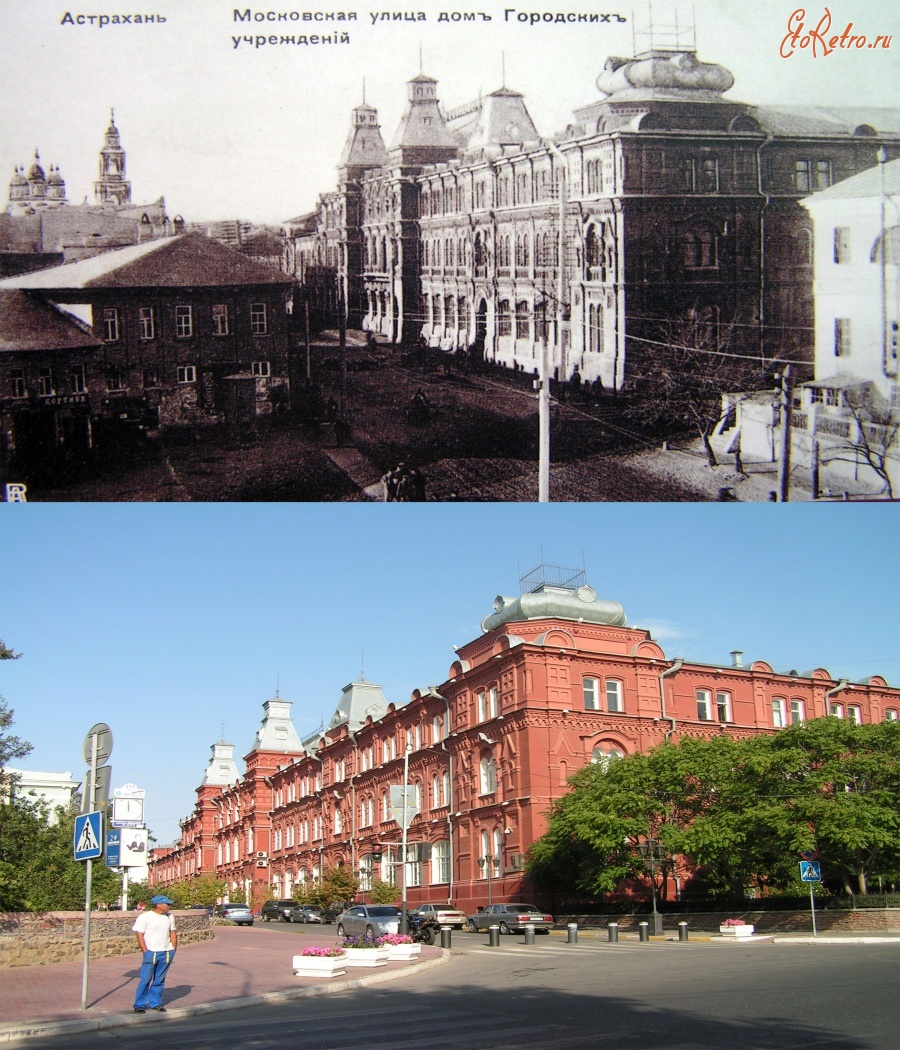 Астрахань
Московская улица домъ Городскихъ
учрежденій
EtoRetro.ru